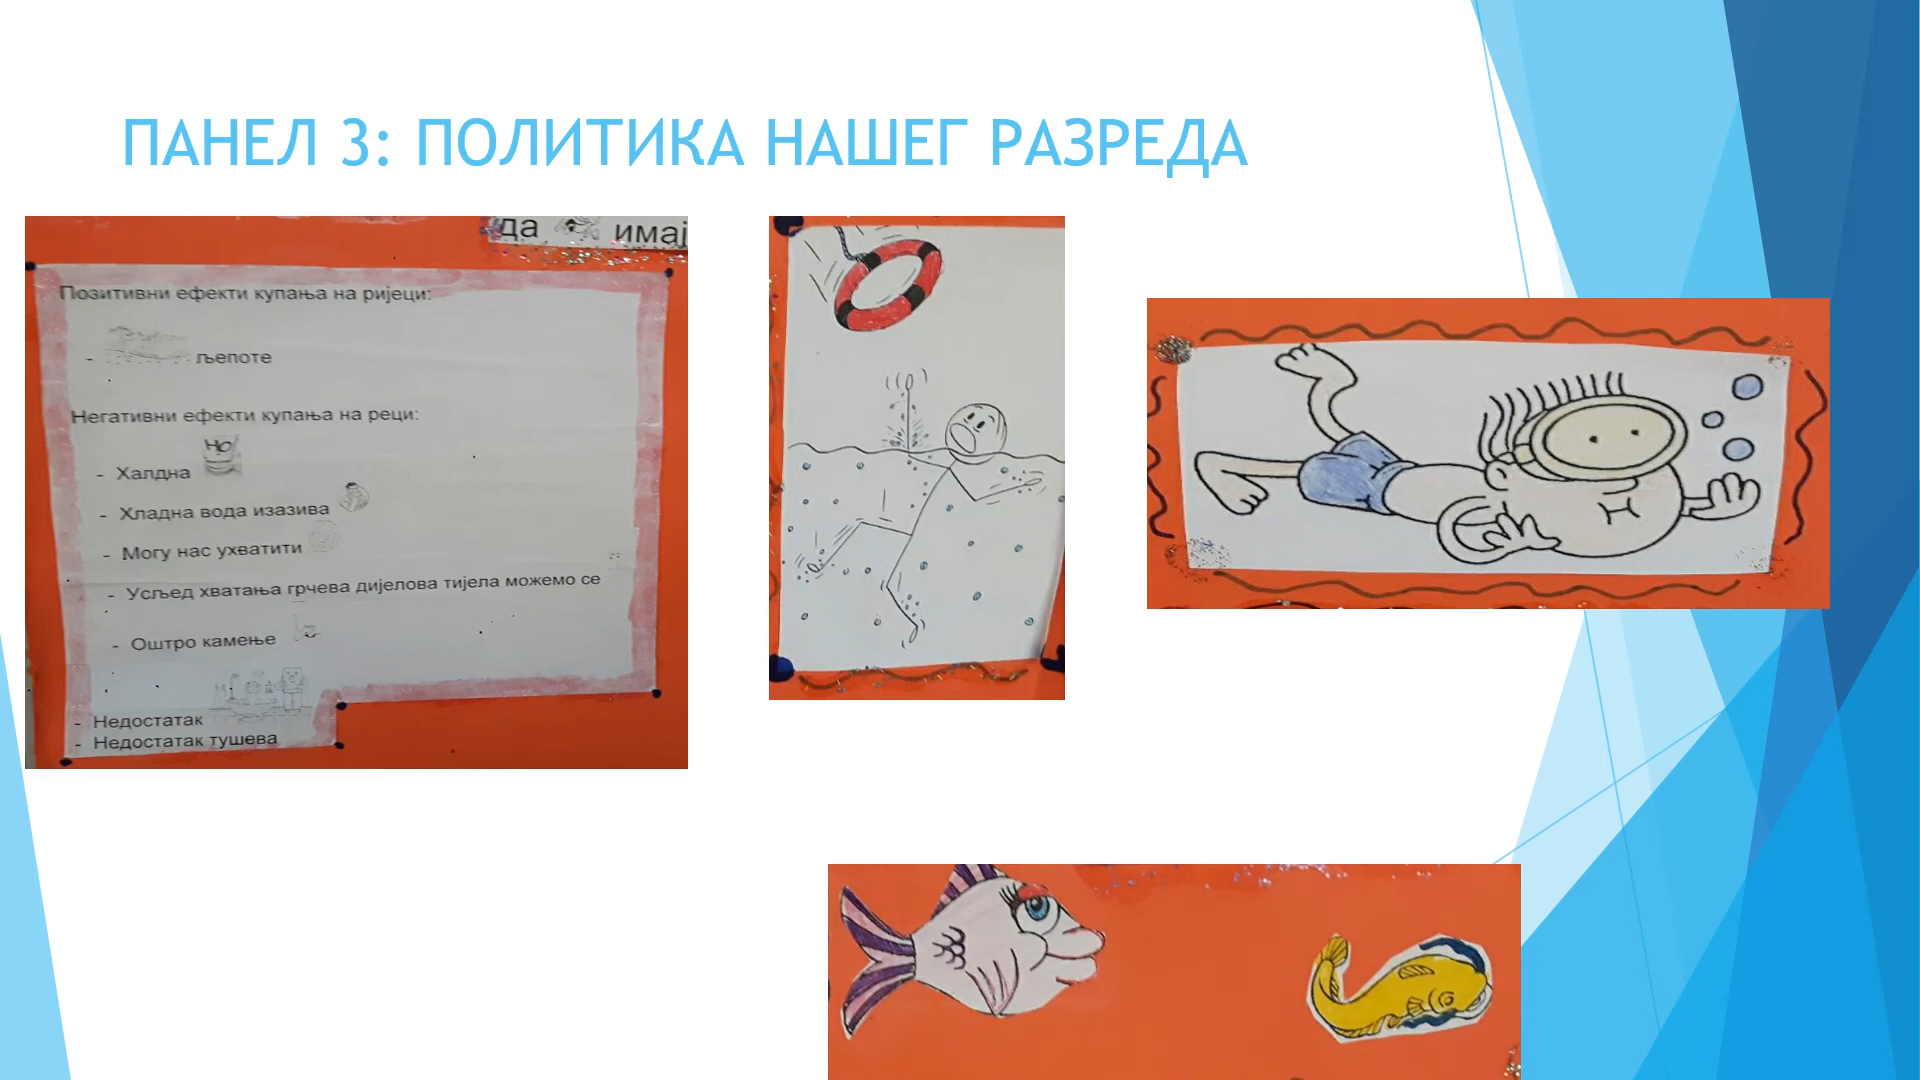 ПАНЕЛ 3: ПОЛИТИКА НАШЕГ РАЗРЕДА
да имај
Позитивни ефекти купања на ријеци:
- љепоте
Негативни ефекти купања на реци:
- Халдна
- Хладна вода изазива
- Могу нас ухватити
- Усљед хватања грчева дијелова тијела можемо се
- Оштро камење
- Недостатак
- Недостатак тушева